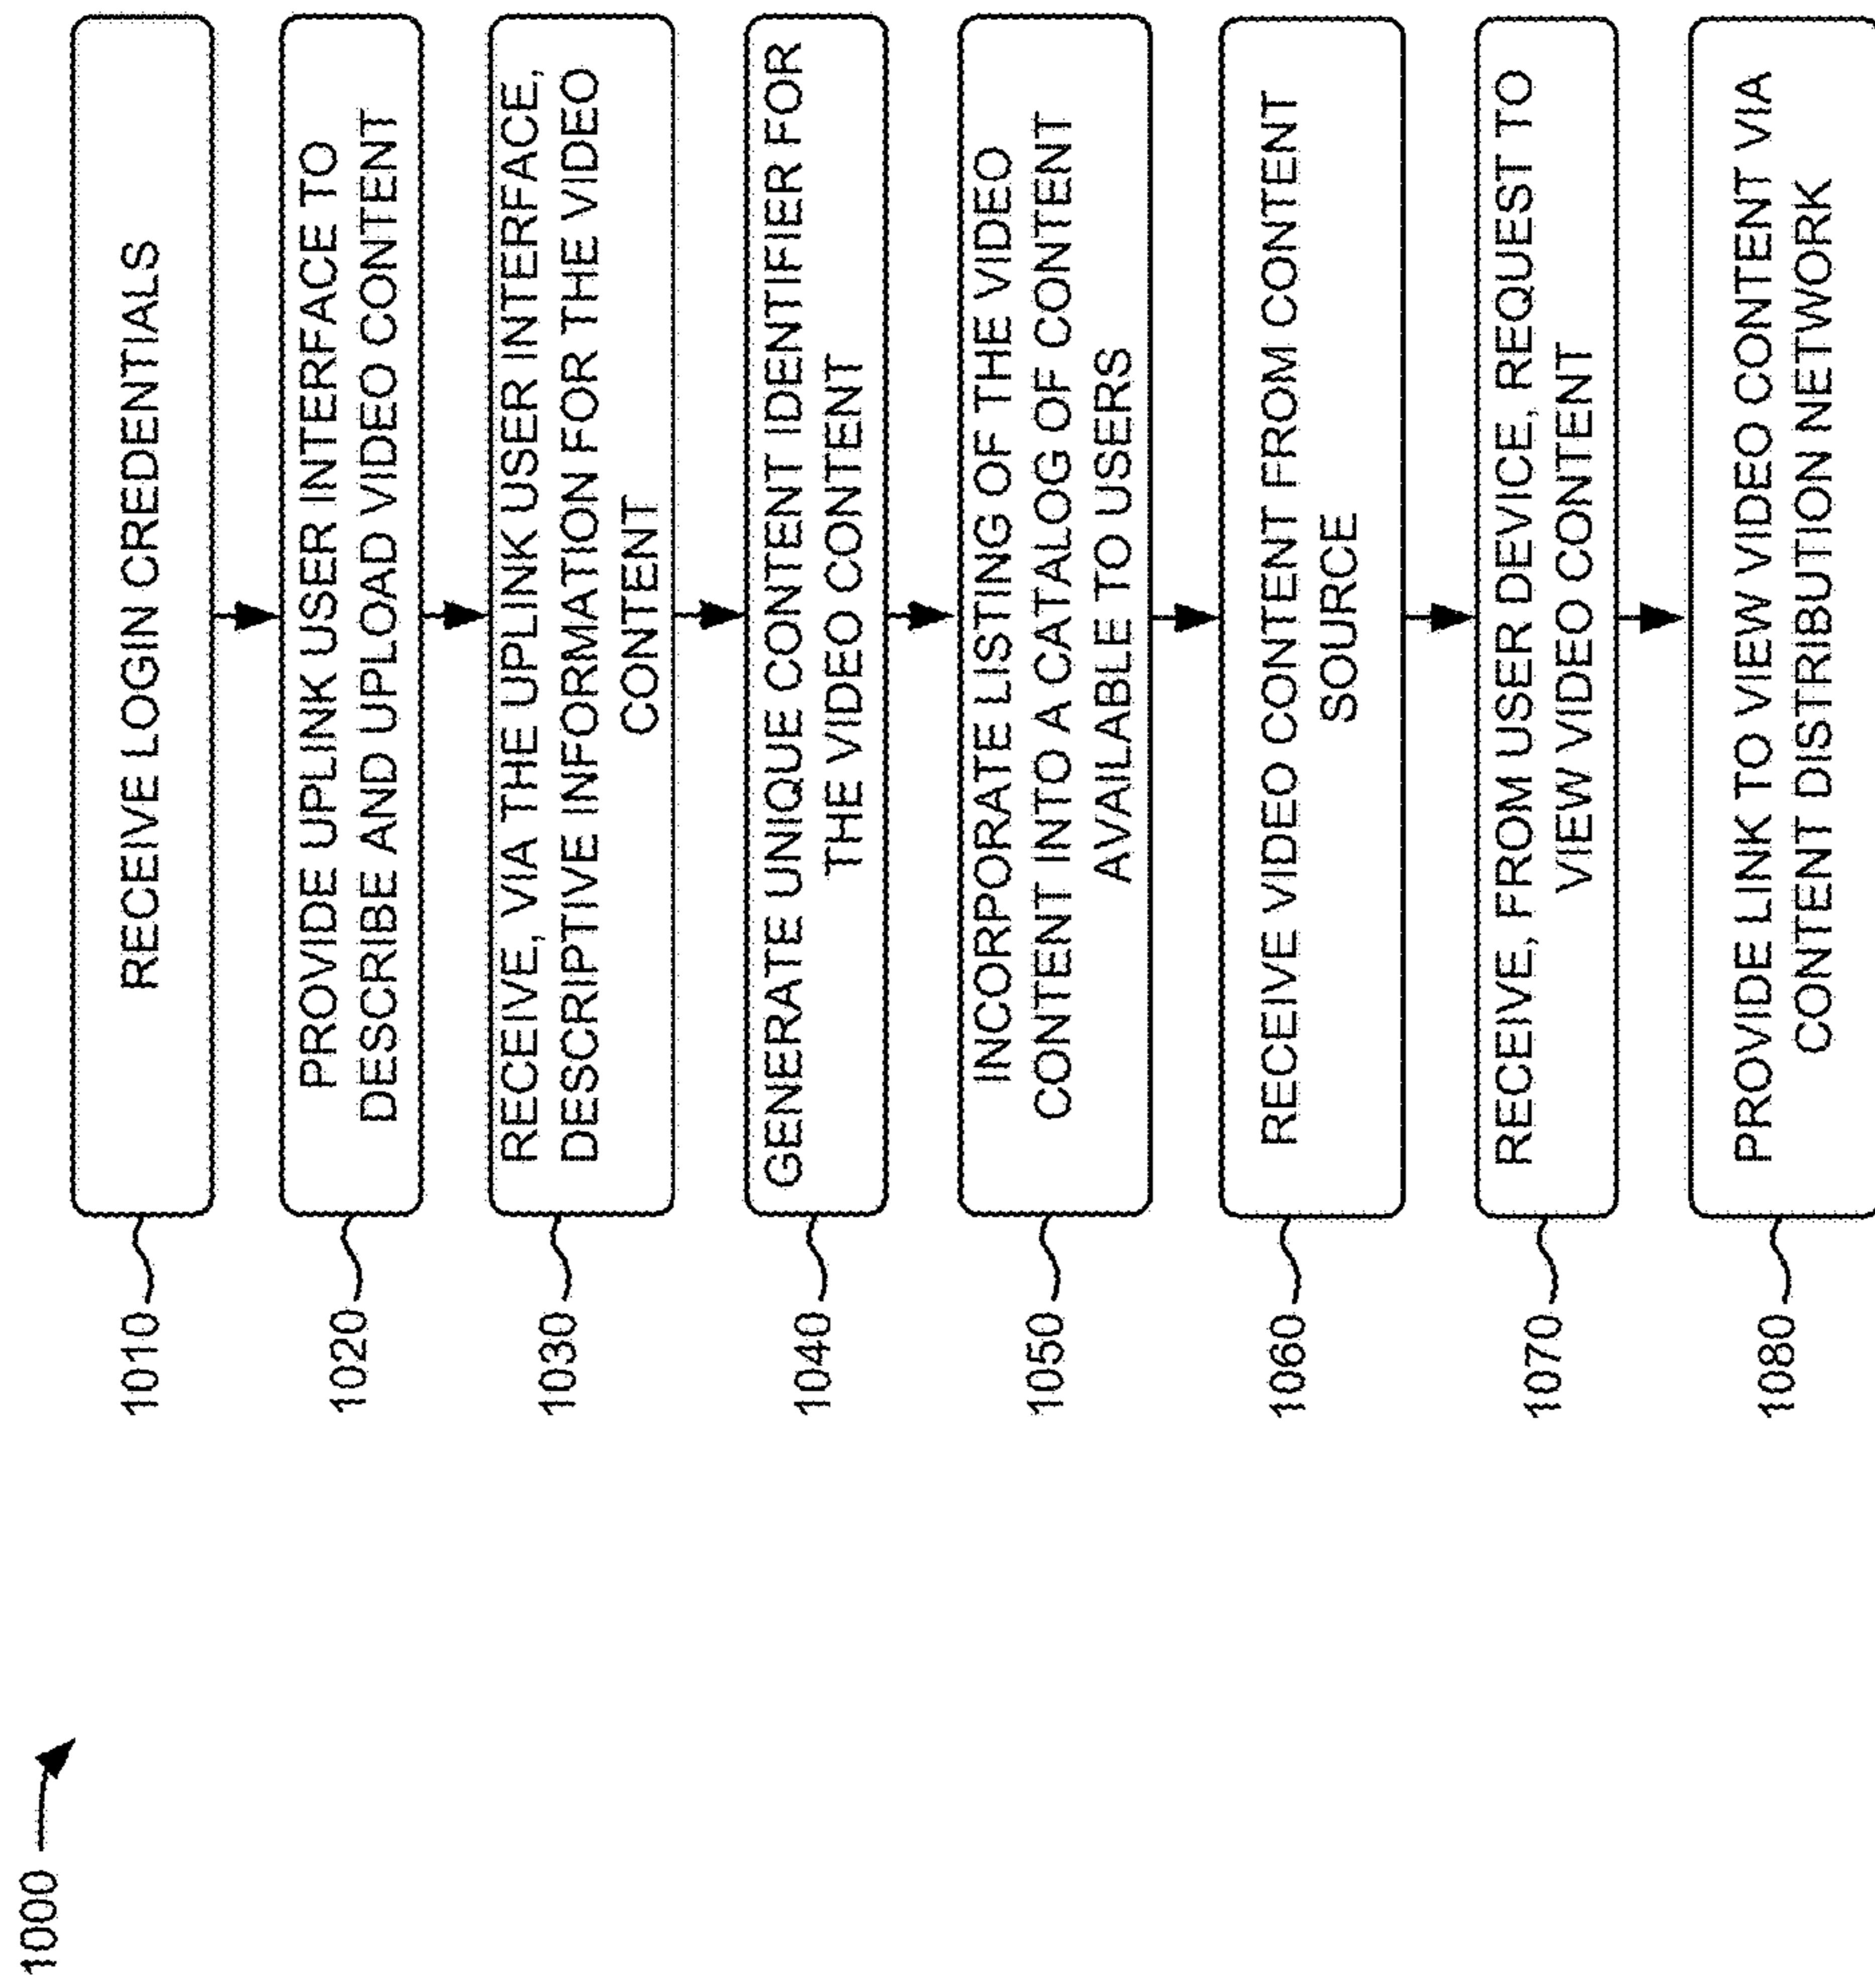 1000
1010
RECEIVE LOGIN CREDENTIALS
1020
PROVIDE UPLINK USER INTERFACE TO
DESCRIBE AND UPLOAD VIDEO CONTENT
1030
RECEIVE, VIA THE UPLINK USER INTERFACE,
DESCRIPTIVE INFORMATION FOR THE VIDEO
CONTENT
1040
GENERATE UNIQUE CONTENT IDENTIFIER FOR
THE VIDEO CONTENT
1050
INCORPORATE LISTING OF THE VIDEO
CONTENT INTO A CATALOG OF CONTENT
AVAILABLE TO USERS
1060
RECEIVE VIDEO CONTENT FROM CONTENT
SOURCE
1070
RECEIVE, FROM USER DEVICE, REQUEST TO
VIEW VIDEO CONTENT
1080
PROVIDE LINK TO VIEW VIDEO CONTENT VIA
CONTENT DISTRIBUTION NETWORK